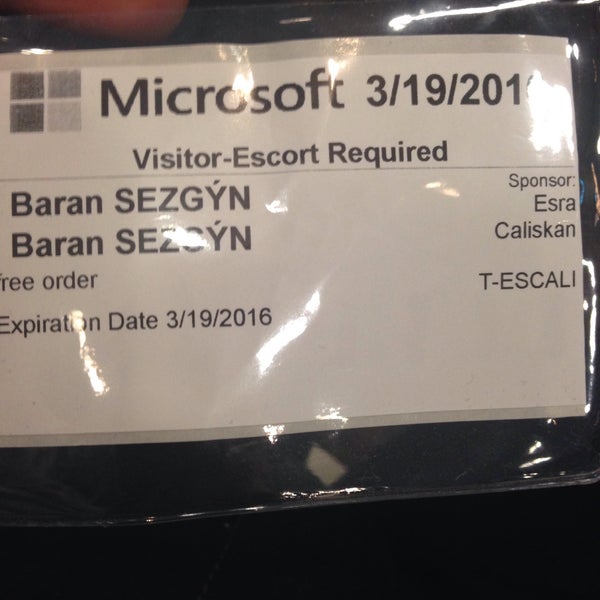 Microsoft 3/19/201
Visitor-Escort Required
Baran SEZGÝN
Baran SEZGÝN
free order
Expiration Date 3/19/2016
Sponsor:
Esra
Caliskan
T-ESCALI